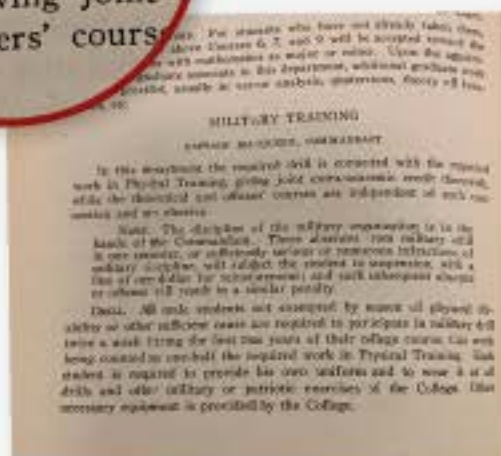 ving joint
ers' cours
For students who have not already taken them,
above Courses 6, 7, and 9 will be accepted toward the
with mathematics as major or minor. Upon the
graduate students in this department, additional graduate work
usually in vector analysis, quaternions, theory of
MILITARY TRAINING
CAPTAIN COMMANDANT
In this department the required drill is connected with the required
work in Physical Training, giving joint credit
while the theoretical and officers' courses are independent of such
and are elective.
NOTE. The discipline of the military organization is in the
hands of the Commandant. Three absences from military drill
in one semester, or sufficiently serious or numerous infractions of
military discipline, will subject the student to suspension, with a
fine of one dollar for reinstatement; and each subsequent absence
or offense will result in a similar penalty.
DRILL. All male students not exempted by reason of physical
or other sufficient cause are required to participate in military drill
twice a week during the first two years of their college course, this work
being counted as one-half the required work in Physical Training. Each
student is required to provide his own uniform and to wear it at all
drills and other military or patriotic exercises of the College. Other
necessary equipment is provided by the College.